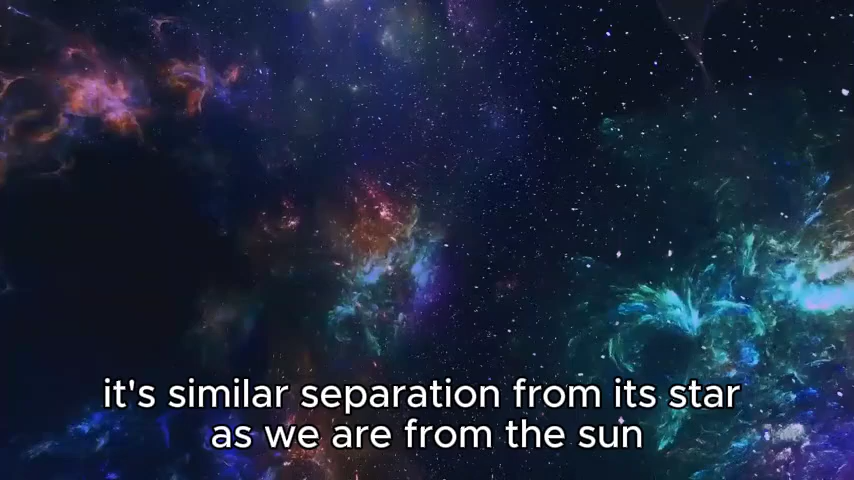 it's similar separation from its star
as we are from the sun